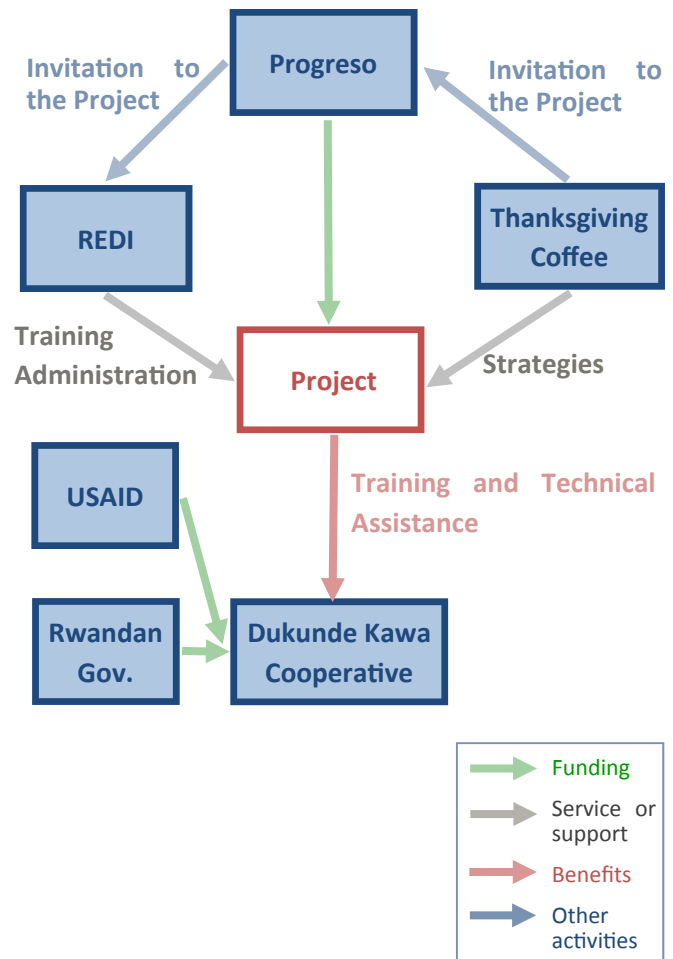 Progreso
Invitation to
the Project
Invitation to
the Project
REDI
Thanksgiving
Coffee
Training
Administration
Project
Strategies
USAID
Training and Technical
Assistance
Rwandan
Gov.
Dukunde Kawa
Cooperative
Funding
Service or
support
Benefits
Other
activities